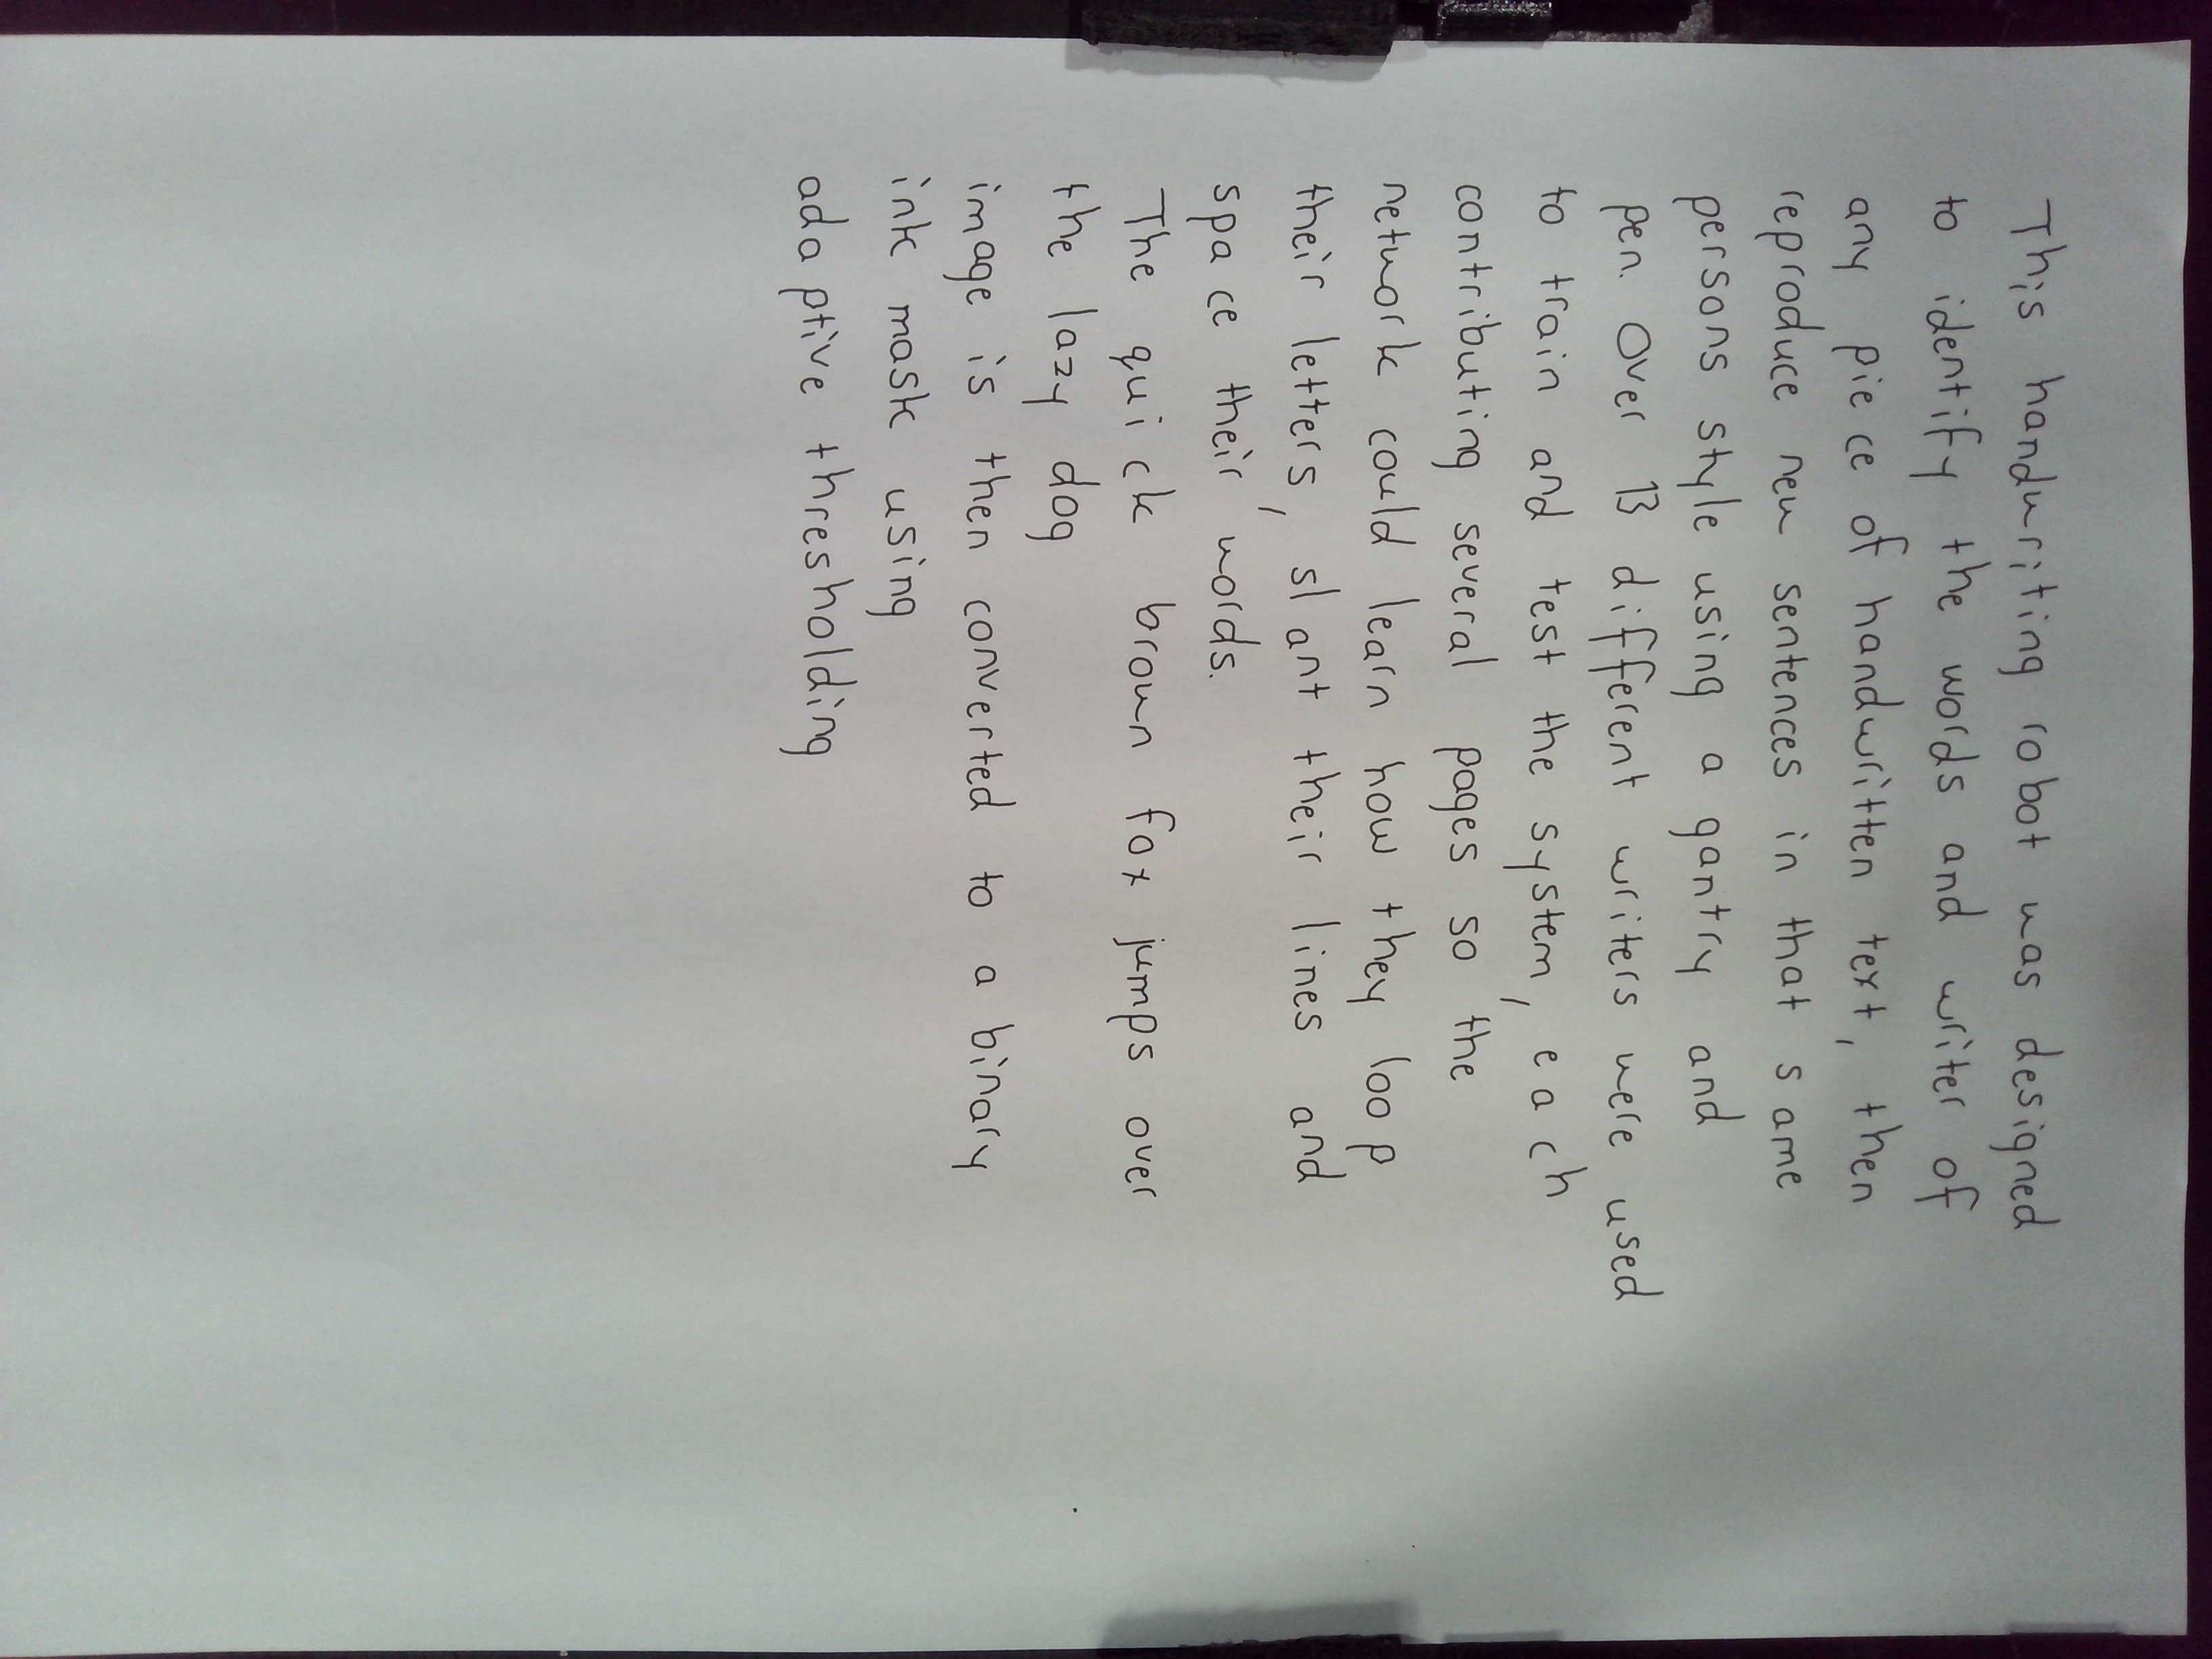 This handwriting robot was designed
to identify the words and writer of
any piece of handwritten text, then
reproduce new sentences in that same
persons style using a gantry and
pen. Over 13 different writers were used
to train and test the system, each
contributing several pages so the
network could learn how they loop
their letters, slant their lines and
space their words.
The quick brown fox jumps over
the lazy dog
image is then converted to a binary
ink mask using
adaptive thresholding